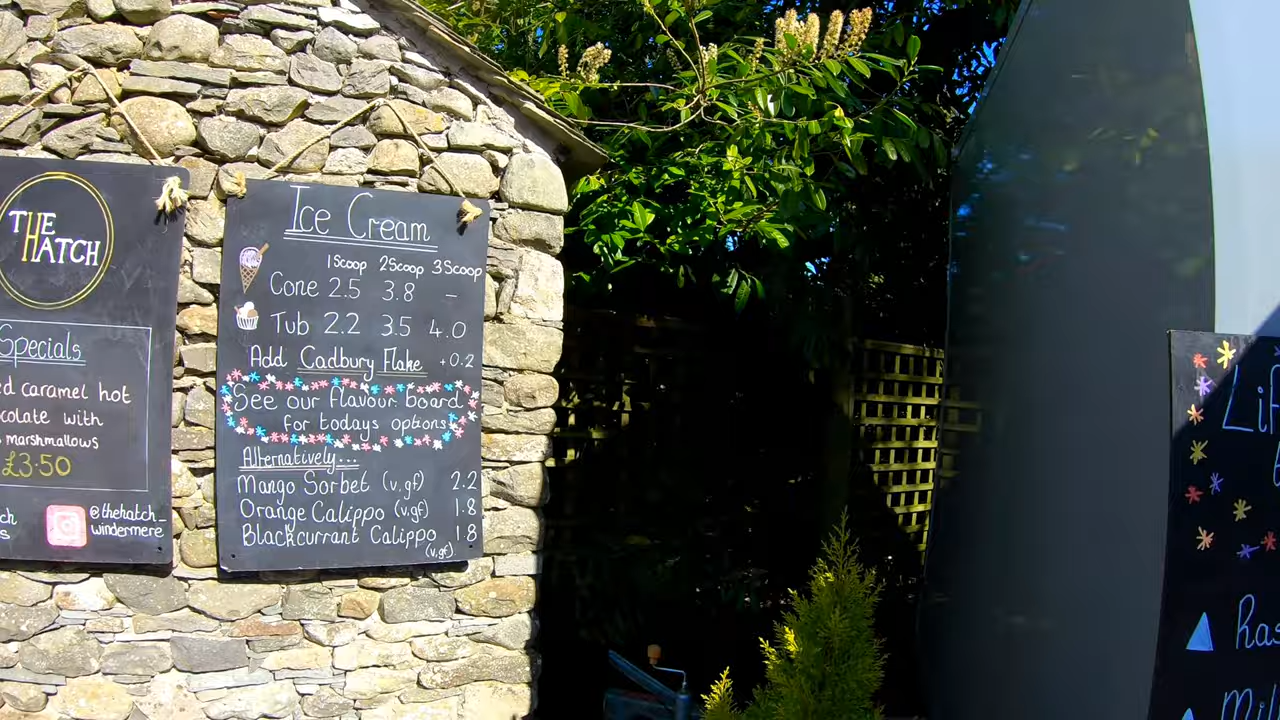 THE
HATCH
Specials
caramel hot
with
marshmallows
£3.50
@thehatch_
windermere
Ice Cream
1Scoop 2Scoop 3Scoop
Cone 2.5 3.8 -
Tub 2.2 3.5 4.0
Add Cadbury Flake +0.2
See our flavour board
for todays options
Alternatively...
Mango Sorbet (v,gf) 2.2
Orange Calippo (v,gf) 1.8
Blackcurrant Calippo 1.8
(v,gf)